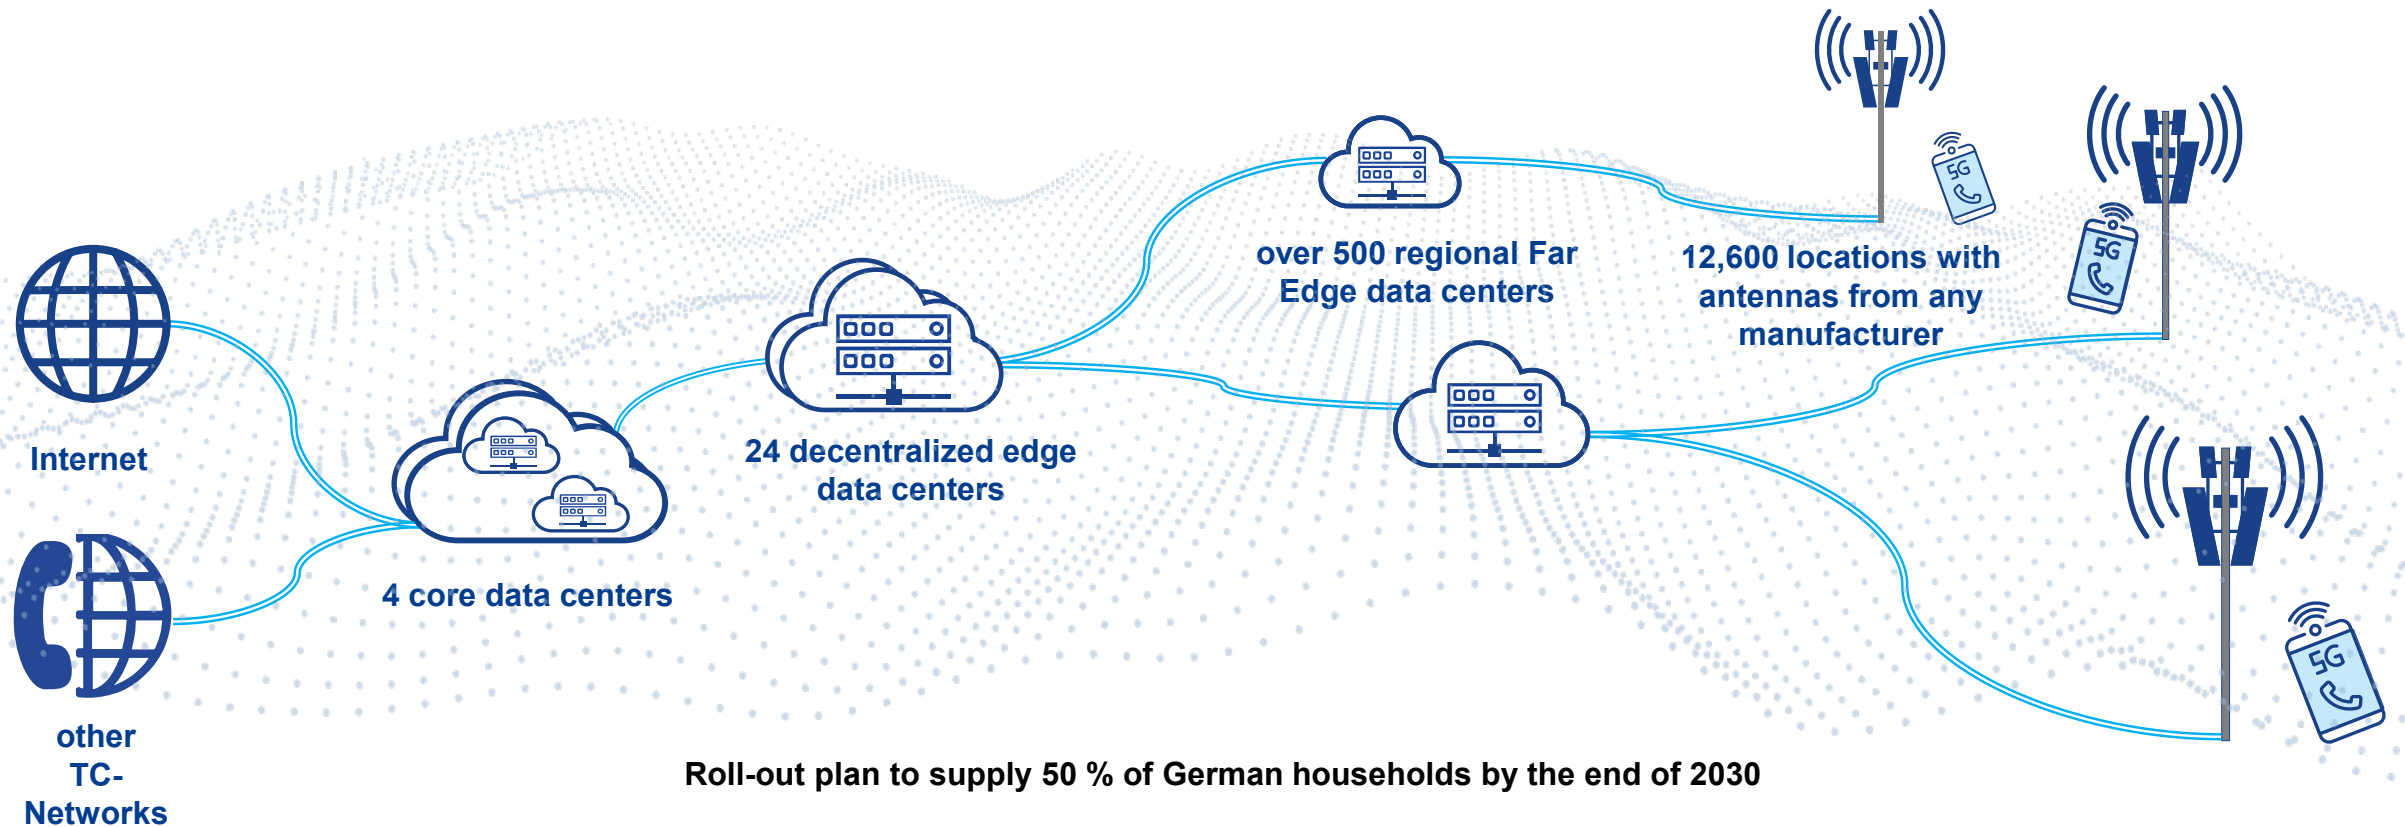 Internet
other
TC-
Networks
4 core data centers
24 decentralized edge
data centers
over 500 regional Far
Edge data centers
12,600 locations with
antennas from any
manufacturer
5G
5G
5G
Roll-out plan to supply 50 % of German households by the end of 2030